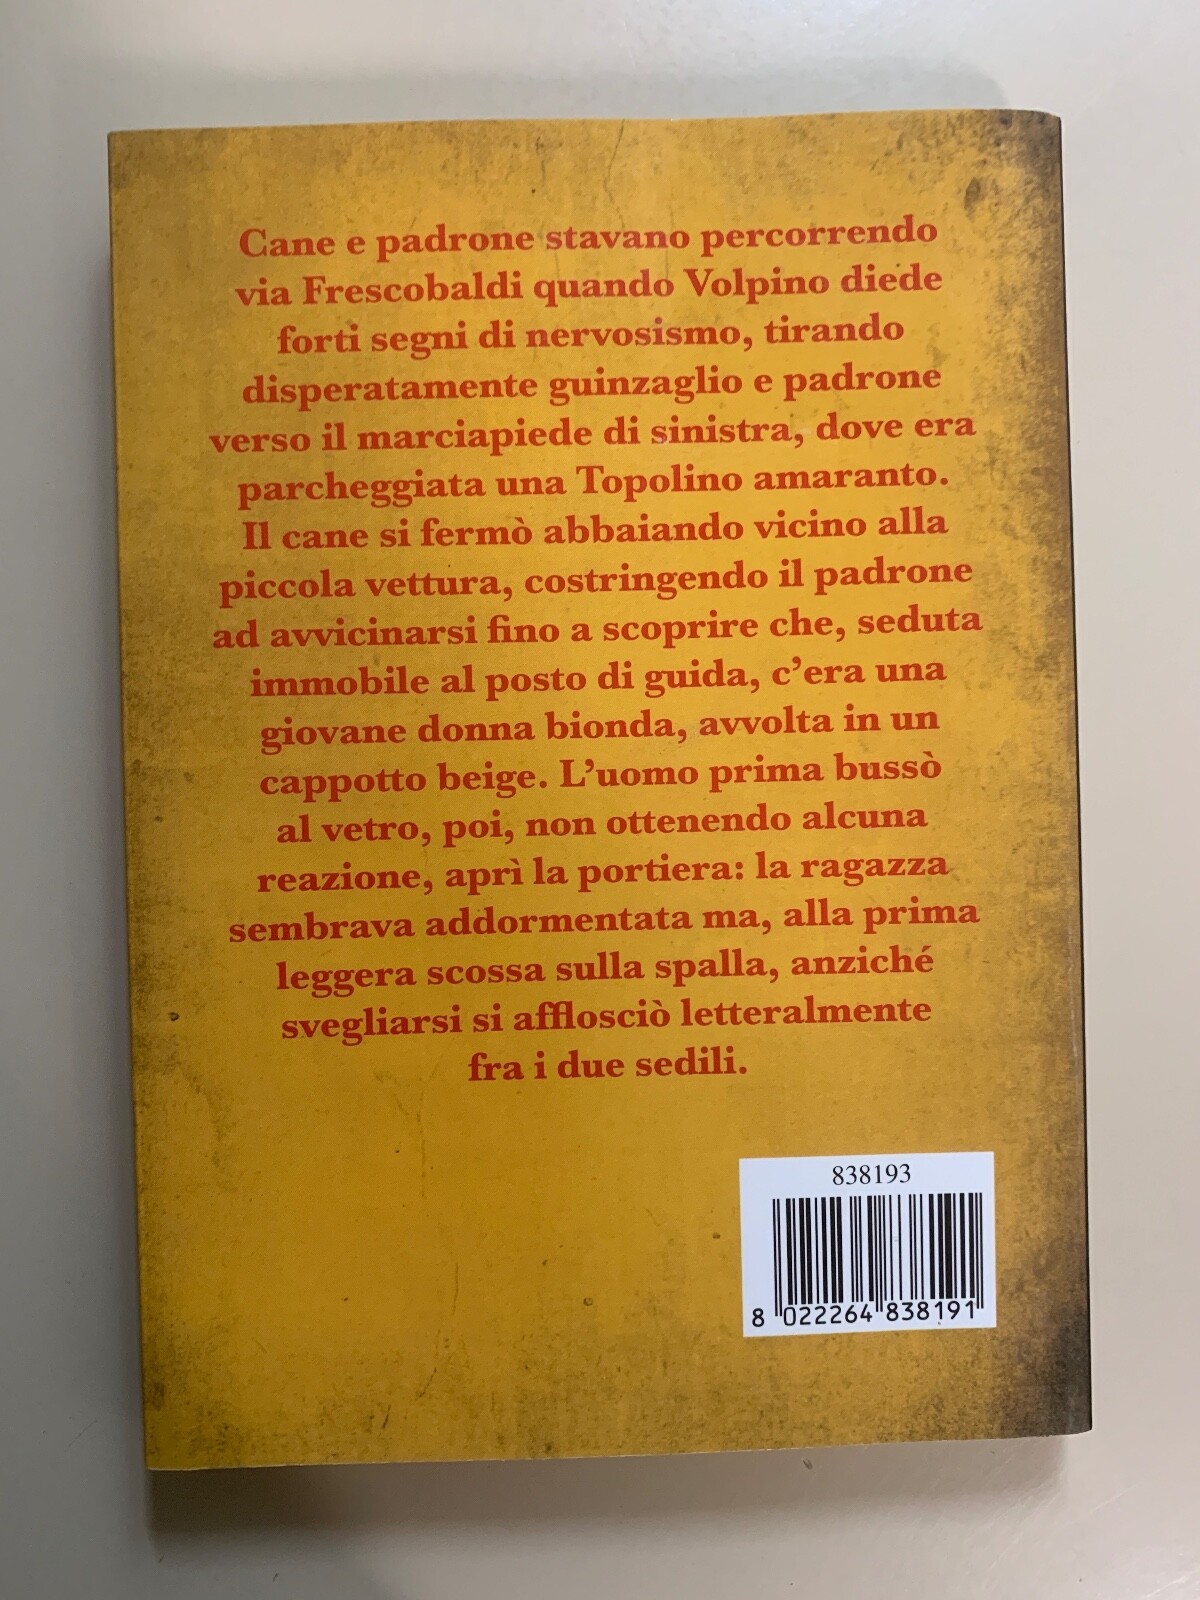 Cane e padrone stavano percorrendo
via Frescobaldi quando Volpino diede
forti segni di nervosismo, tirando
disperatamente guinzaglio e padrone
verso il marciapiede di sinistra, dove era
parcheggiata una Topolino amaranto.
Il cane si fermò abbaiando vicino alla
piccola vettura, costringendo il padrone
ad avvicinarsi fino a scoprire che, seduta
immobile al posto di guida, c'era una
giovane donna bionda, avvolta in un
cappotto beige. L'uomo prima bussò
al vetro, poi, non ottenendo alcuna
reazione, aprì la portiera: la ragazza
sembrava addormentata ma, alla prima
leggera scossa sulla spalla, anziché
svegliarsi si afflosciò letteralmente
fra i due sedili.
838193
8 022264 838191